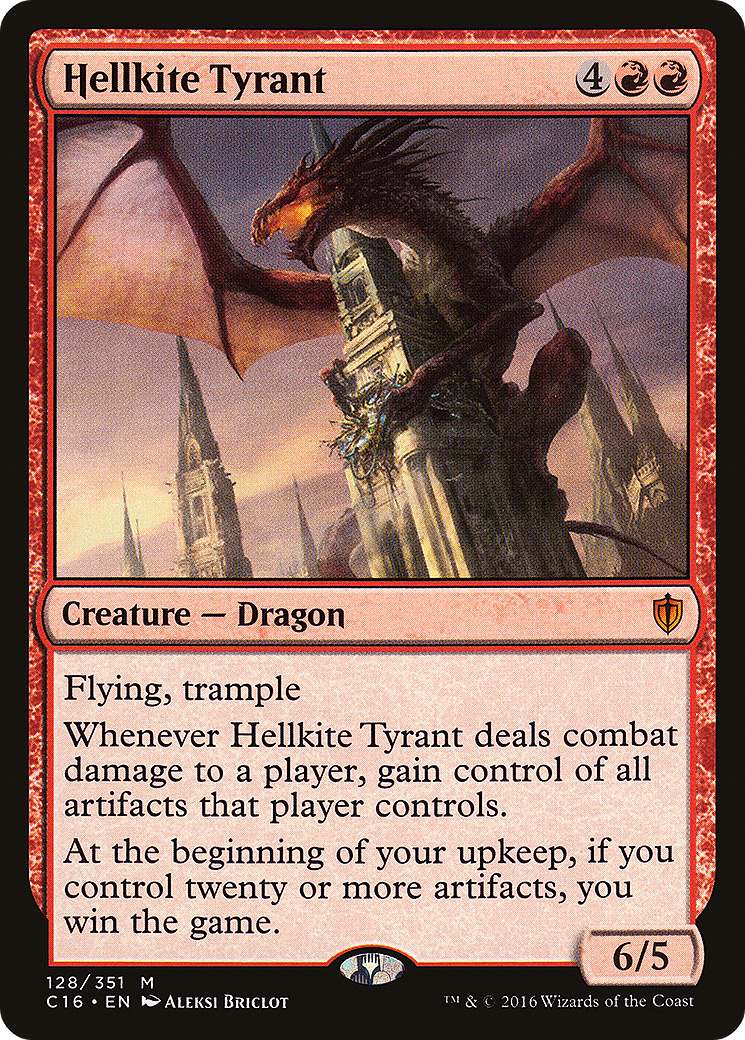 Hellkite Tyrant 4
Creature — Dragon
Flying, trample
Whenever Hellkite Tyrant deals combat
damage to a player, gain control of all
artifacts that player controls.
At the beginning of your upkeep, if you
control twenty or more artifacts, you
win the game.
6/5
128/351 M
C16 • EN Aleksi Briclot
™ & © 2016 Wizards of the Coast